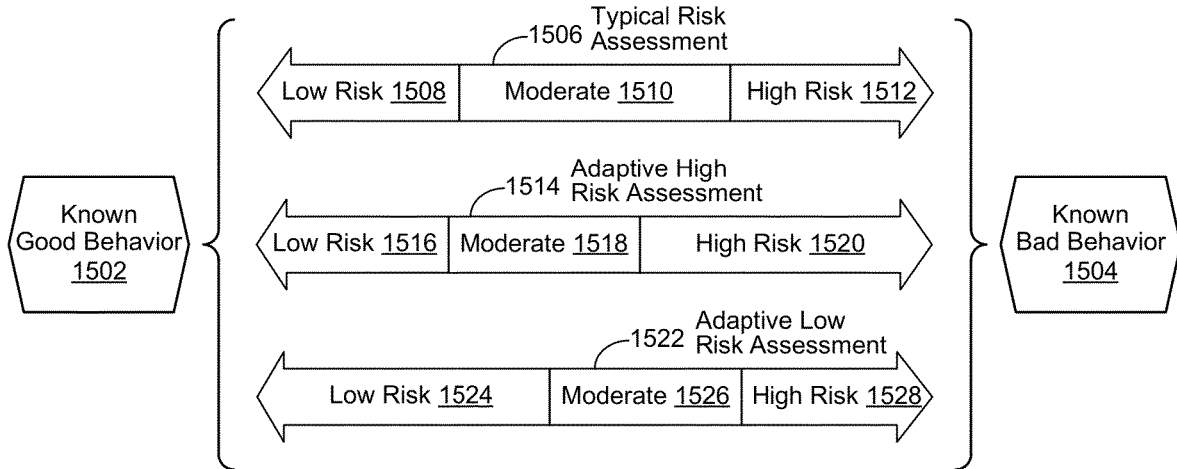 Typical Risk
1506 Assessment
Low Risk 1508 Moderate 1510 High Risk 1512
Adaptive High
1514 Risk Assessment
Known
Good Behavior
1502
Low Risk 1516 Moderate 1518 High Risk 1520
Known
Bad Behavior
1504
Adaptive Low
1522 Risk Assessment
Low Risk 1524 Moderate 1526 High Risk 1528